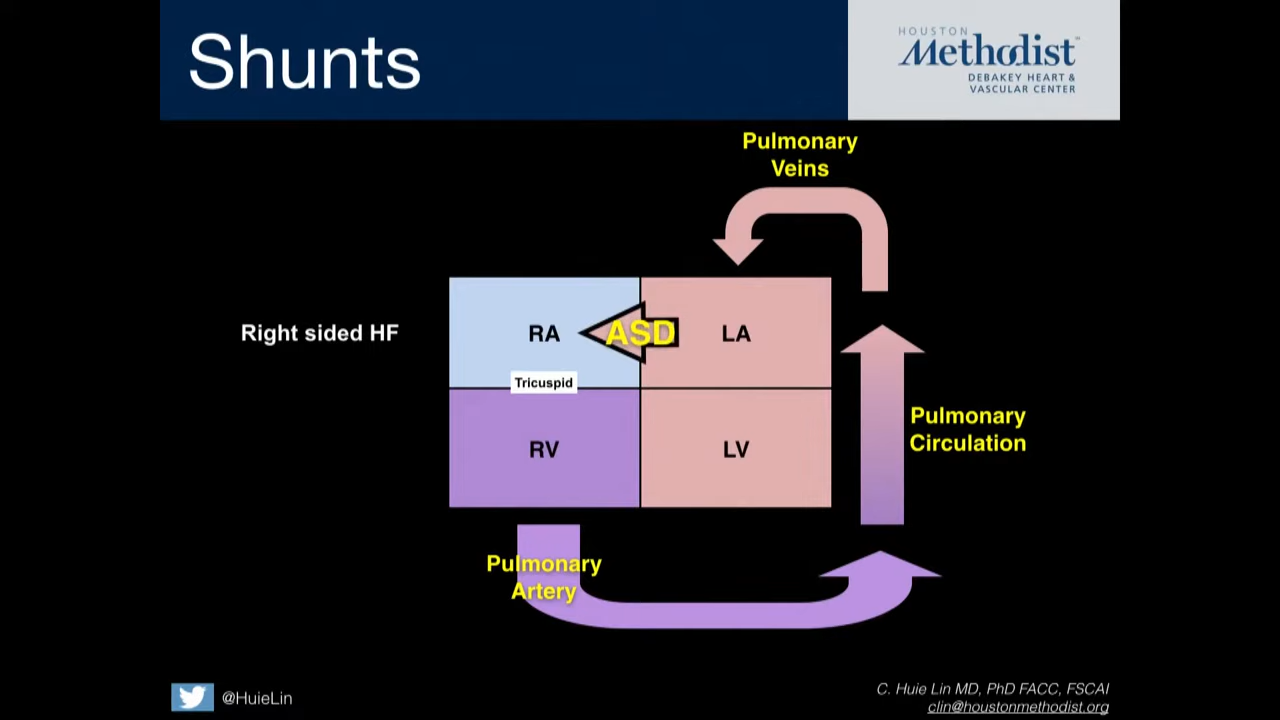 Shunts
HOUSTON
Methodist
DEBAKEY HEART &
VASCULAR CENTER
Pulmonary
Veins
Right sided HF
RA
ASD
LA
Tricuspid
RV
LV
Pulmonary
Circulation
Pulmonary
Artery
@HuieLin
C. Huie Lin MD, PhD FACC, FSCAI
clin@houstonmethodist.org